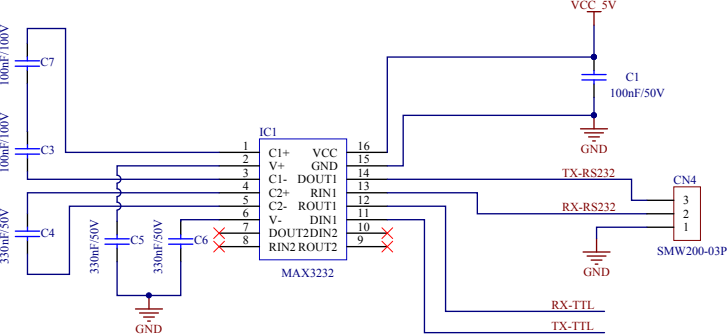 VCC_5V
100nF/100V
C7
C1
100nF/50V
100nF/100V
C3
GND
IC1
1 C1+ VCC 16
2 V+ GND 15
3 C1- DOUT1 14
4 C2+ RIN1 13
5 C2- ROUT1 12
6 V- DIN1 11
7 DOUT2 DIN2 10
8 RIN2 ROUT2 9
MAX3232
TX-RS232
RX-RS232
CN4
3
2
1
SMW200-03P
GND
330nF/50V
C4
330nF/50V
C5
330nF/50V
C6
GND
RX-TTL
TX-TTL